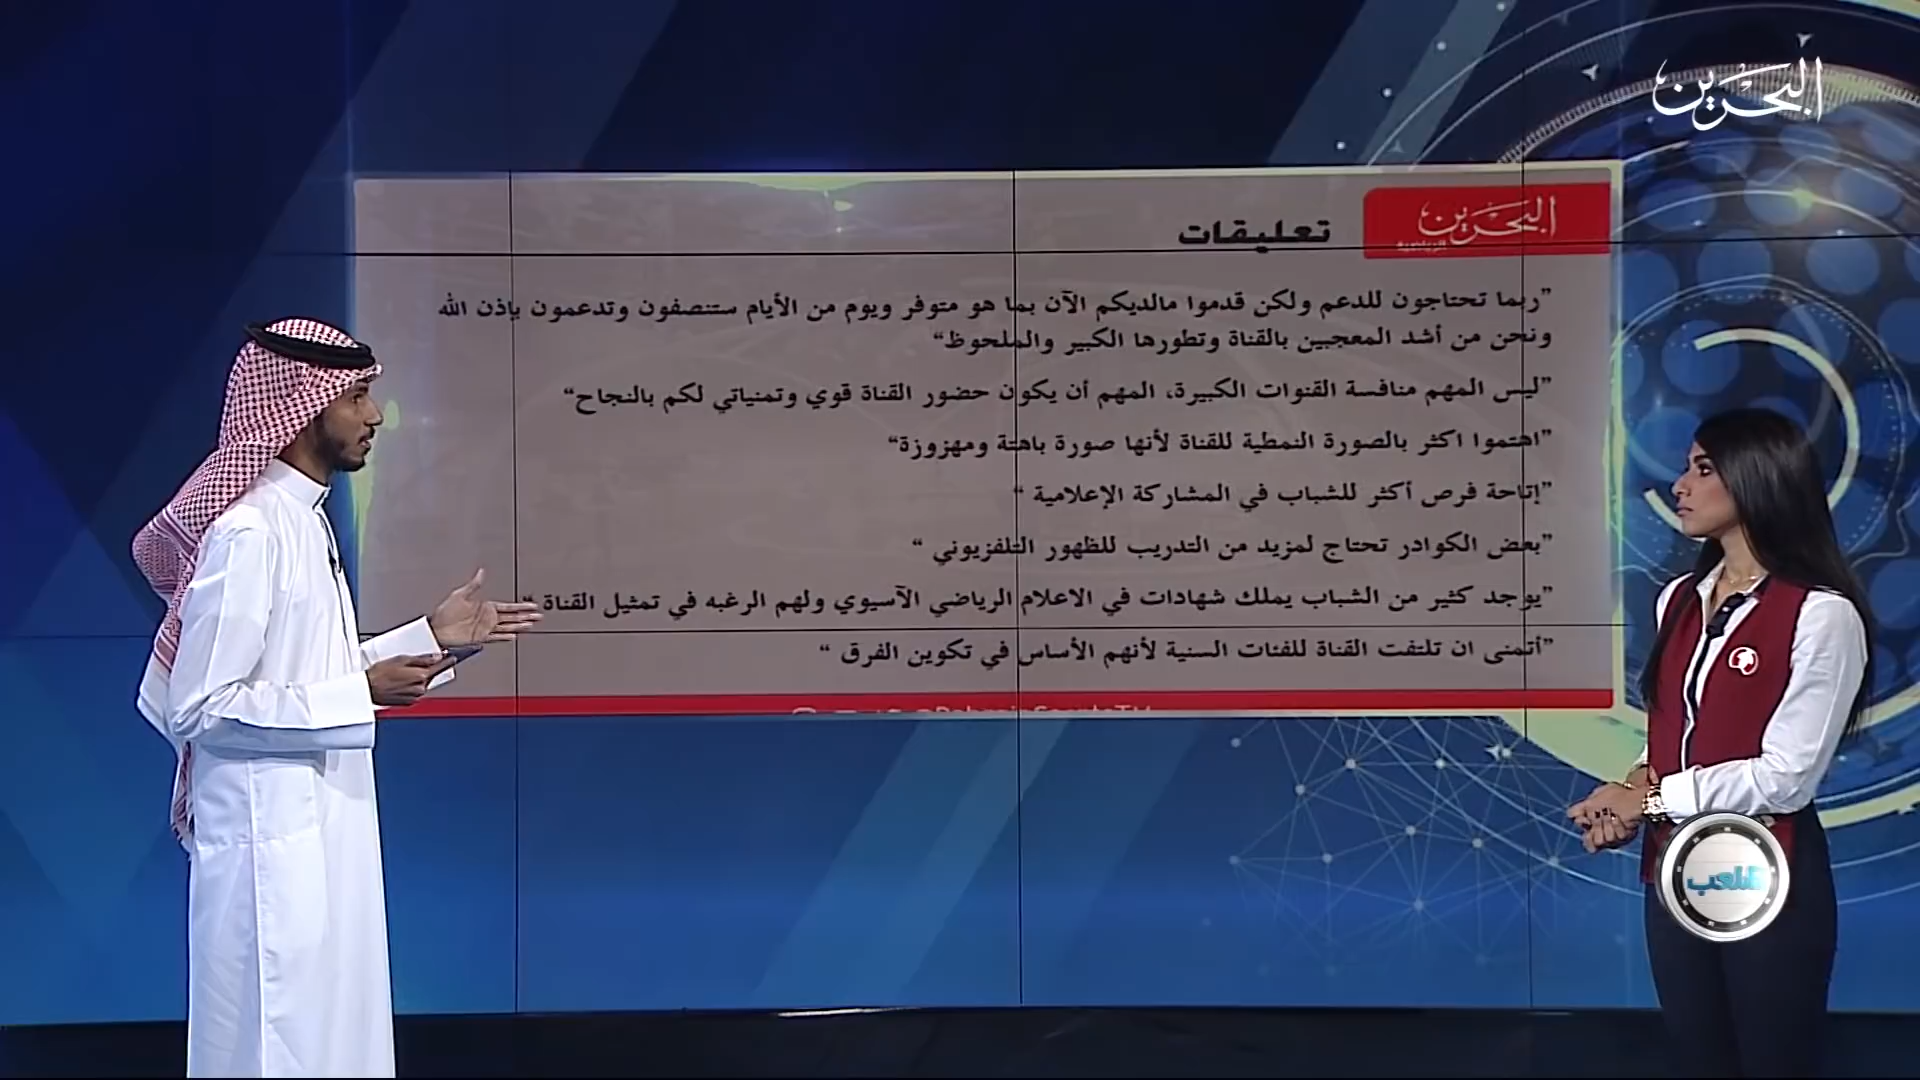 البحرين
البحرين
الرياضية
تعليقات
”ربما تحتاجون للدعم ولكن قدموا مالديكم الآن بما هو متوفر ويوم من الأيام ستنصفون وتدعمون بإذن الله
ونحن من أشد المعجبين بالقناة وتطورها الكبير والملحوظ“
”ليس المهم منافسة القنوات الكبيرة، المهم أن يكون حضور القناة قوي وتمنياتي لكم بالنجاح“
”اهتموا اكثر بالصورة النمطية للقناة لأنها صورة باهتة ومهزوزة“
”إتاحة فرص أكثر للشباب في المشاركة الإعلامية “
”بعض الكوادر تحتاج لمزيد من التدريب للظهور التلفزيوني “
”يوجد كثير من الشباب يملك شهادات في الاعلام الرياضي الآسيوي ولهم الرغبه في تمثيل القناة “
”أتمنى ان تلتفت القناة للفئات السنية لأنهم الأساس في تكوين الفرق “
@BahrainSportsTV
الملعب